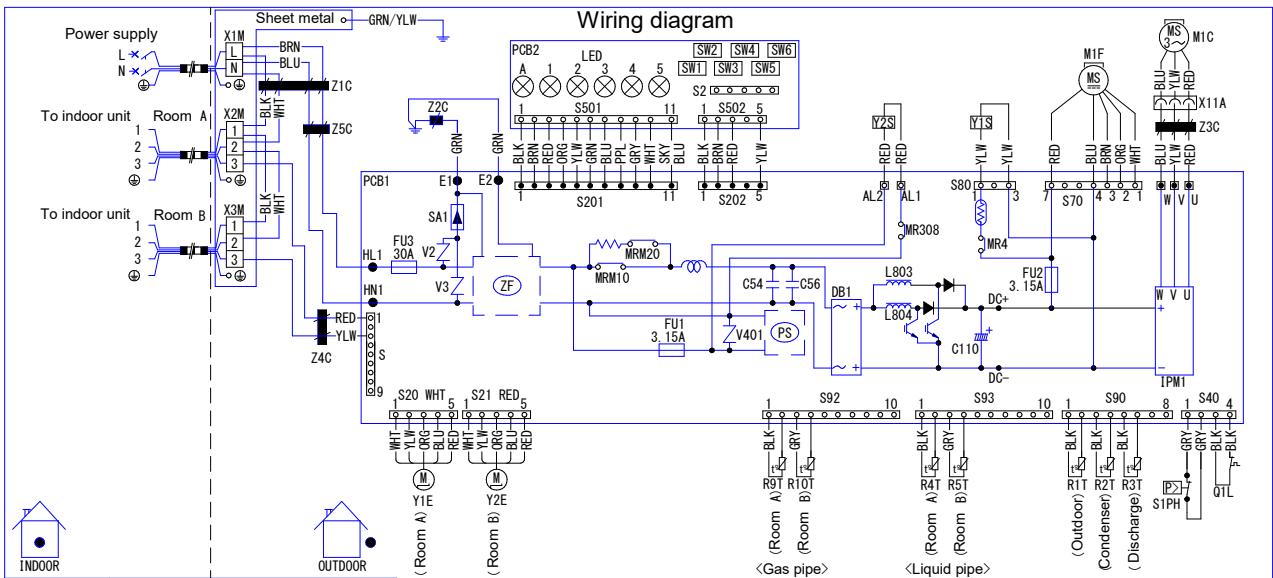 Wiring diagram
Sheet metal
GRN/YLW
Power supply
L
N
X1M
L
N
BRN
BLU
Z1C
BLK
WHT
To indoor unit
Room A
1
2
3
X2M
1
2
3
Z5C
BLK
WHT
To indoor unit
Room B
1
2
3
X3M
1
2
3
PCB2
LED
A
1
2
3
4
5
SW2
SW4
SW6
SW1
SW3
SW5
S2
1
S501
11
1
S502
5
BLK
BRN
RED
ORG
YLW
GRN
BLU
PPL
GRY
WHT
SKY
BLU
BLK
BRN
RED
YLW
1
S201
11
1
S202
5
Z2C
GRN
GRN
E1
E2
PCB1
Y2S
RED
RED
AL2
AL1
Y1S
YLW
YLW
S80
1
3
M1F
MS
RED
BLU
BRN
ORG
WHT
7
S70
4
3
2
1
MS
3
M1C
BLU
YLW
RED
X11A
Z3C
BLU
YLW
RED
W
V
U
HL1
FU3
30A
SA1
V2
V3
ZF
HN1
MRM20
MRM10
MR308
MR4
C54
C56
FU1
3.15A
V401
PS
DB1
~
+
~
+
L803
L804
C110
+
DC+
DC-
FU2
3.15A
W
V
U
+
-
IPM1
RED
YLW
Z4C
1
S
9
1
S20 WHT
5
1
S21 RED
5
WHT
YLW
ORG
BLU
RED
WHT
YLW
ORG
BLU
RED
M
M
Y1E
Y2E
(Room A)
(Room B)
1
S92
10
BLK
GRY
t°
t°
R9T
R10T
(Room A)
(Room B)
<Gas pipe>
1
S93
10
BLK
GRY
t°
t°
R4T
R5T
(Room A)
(Room B)
<Liquid pipe>
1
S90
8
BLK
BLK
BLK
t°
t°
t°
R1T
R2T
R3T
(Outdoor)
(Condenser)
(Discharge)
1
S40
4
GRY
GRY
BLK
BLK
P>
S1PH
Q1L
INDOOR
OUTDOOR